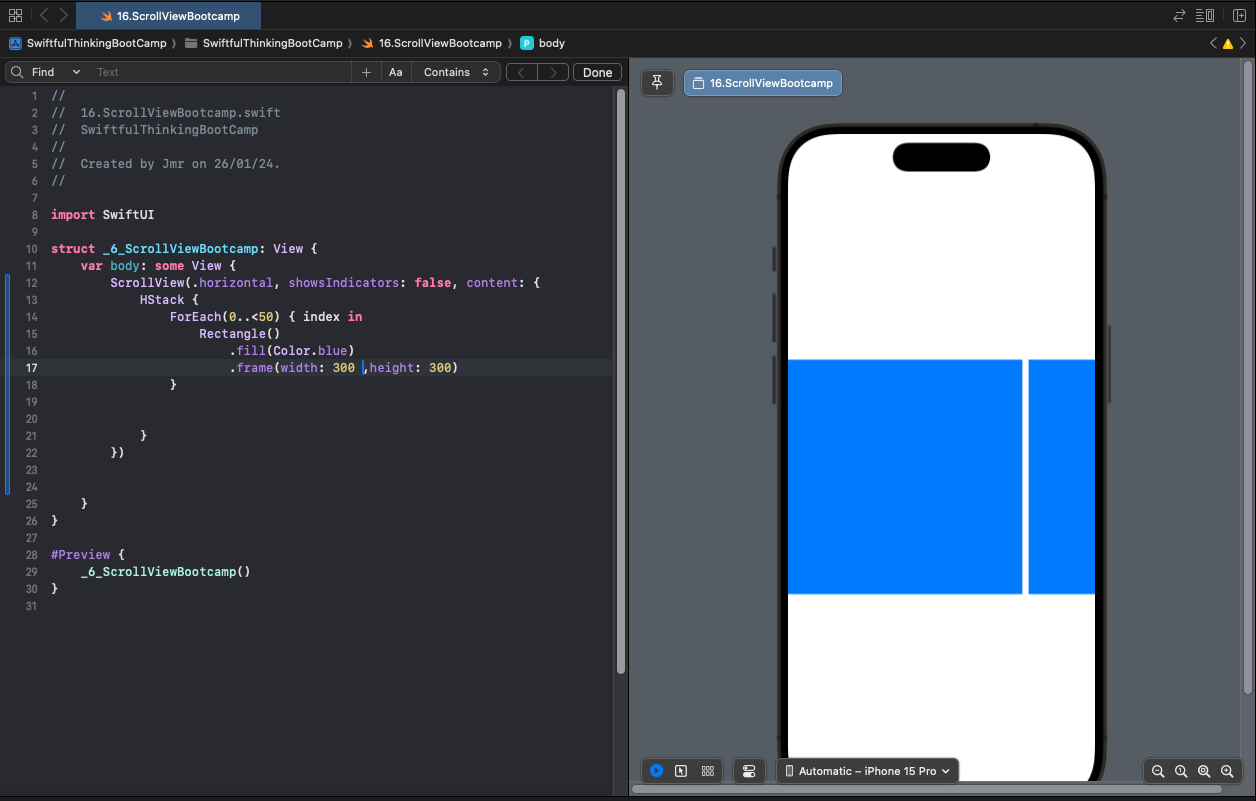 16.ScrollViewBootcamp
SwiftfulThinkingBootCamp
SwiftfulThinkingBootCamp
16.ScrollViewBootcamp
P
body
Find
Text
Aa
Contains
Done
16.ScrollViewBootcamp
1 //
2 //  16.ScrollViewBootcamp.swift
3 //  SwiftfulThinkingBootCamp
4 //
5 //  Created by Jmr on 26/01/24.
6 //
7
8 import SwiftUI
9
10 struct _6_ScrollViewBootcamp: View {
11     var body: some View {
12         ScrollView(.horizontal, showsIndicators: false, content: {
13             HStack {
14                 ForEach(0..<50) { index in
15                     Rectangle()
16                         .fill(Color.blue)
17                         .frame(width: 300 ,height: 300)
18                 }
19
20
21             }
22         })
23
24
25     }
26 }
27
28 #Preview {
29     _6_ScrollViewBootcamp()
30 }
31
Automatic – iPhone 15 Pro